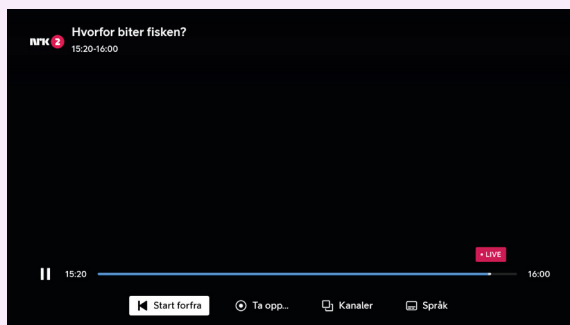 nrk 2
Hvorfor biter fisken?
15:20-16:00
• LIVE
15:20
16:00
Start forfra
Ta opp...
Kanaler
Språk